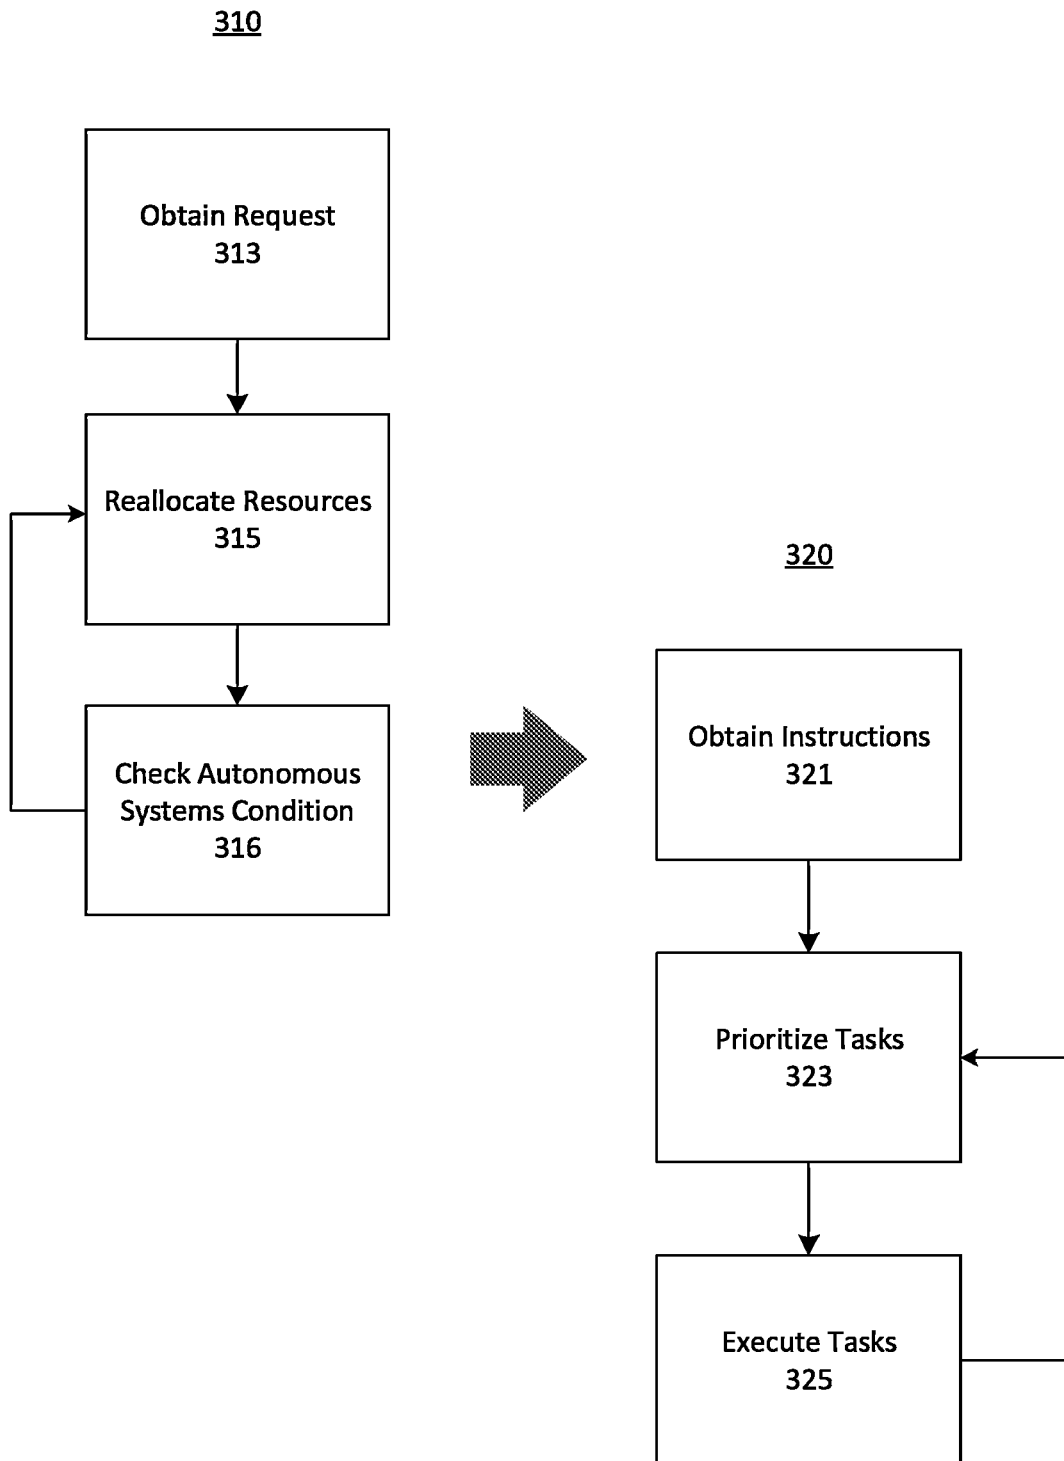 310
Obtain Request
313
Reallocate Resources
315
Check Autonomous
Systems Condition
316
320
Obtain Instructions
321
Prioritize Tasks
323
Execute Tasks
325